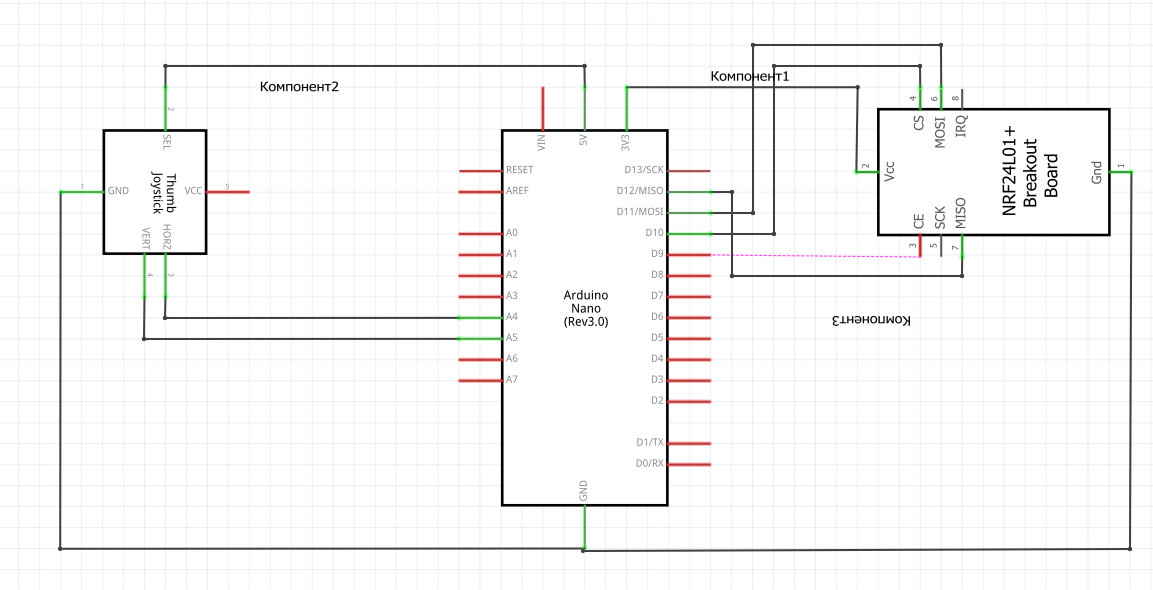 Компонент2
Компонент1
2
SEL
GND
1
VCC
5
Thumb
Joystick
VERT
HORZ
4
3
VIN
5V
3V3
RESET
AREF
A0
A1
A2
A3
A4
A5
A6
A7
Arduino
Nano
(Rev3.0)
D13/SCK
D12/MISO
D11/MOSI
D10
D9
D8
D7
D6
D5
D4
D3
D2
D1/TX
D0/RX
GND
4
6
8
CS
MOSI
IRQ
2
Vcc
NRF24L01+
Breakout
Board
Gnd
1
CE
SCK
MISO
3
5
7
Компонент3